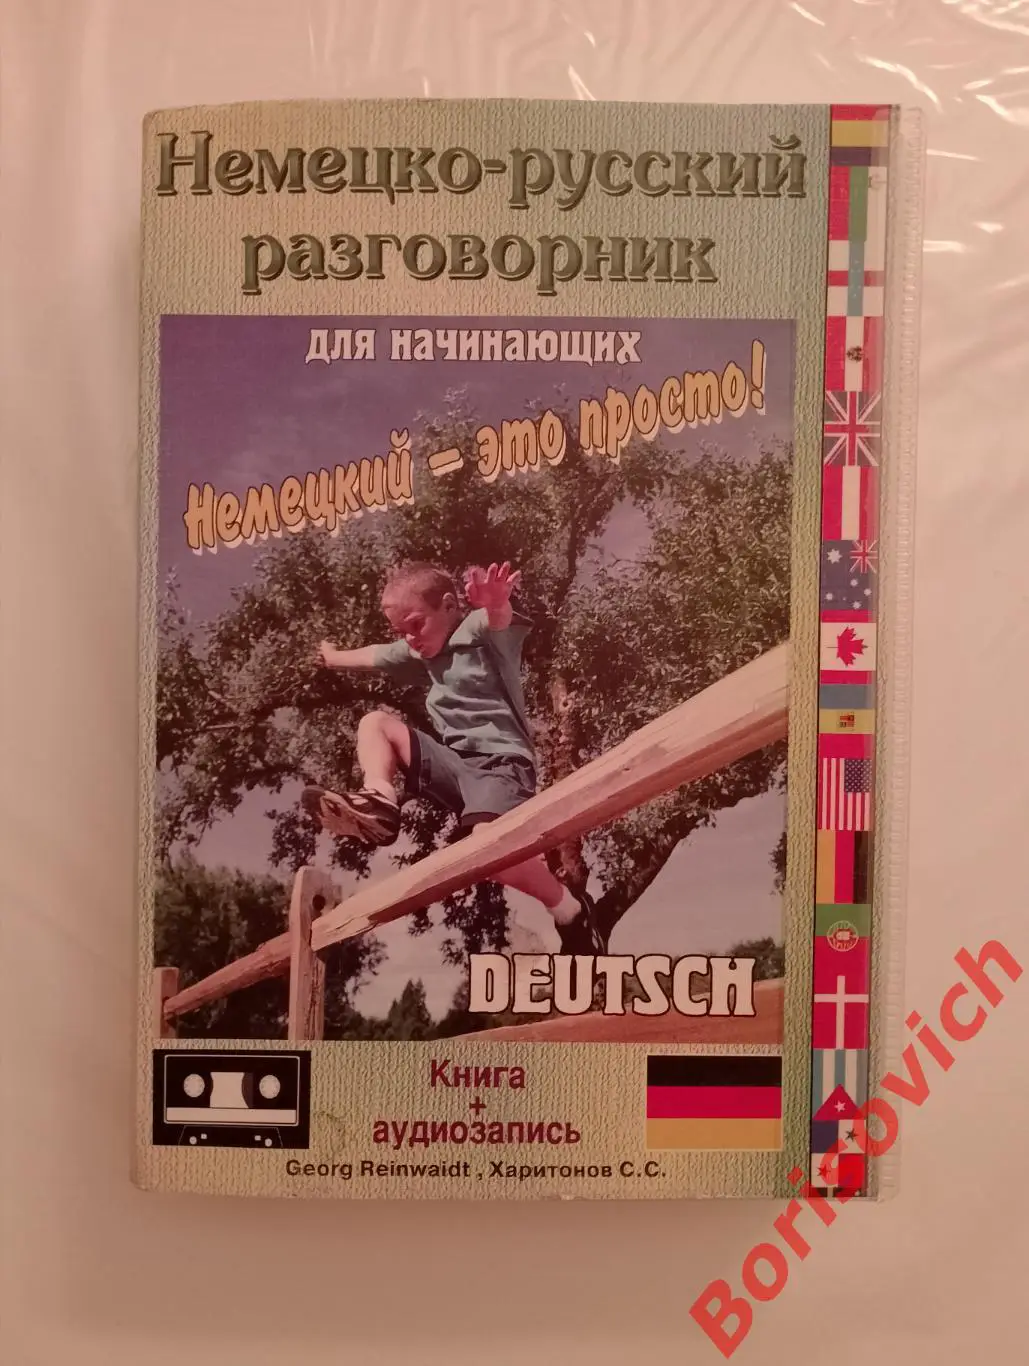 Немецко-русский
разговорник
для начинающих
Немецкий – это просто!
DEUTSCH
Книга
+
аудиозапись
Georg Reinwaidt , Харитонов С.С.
Borisovich